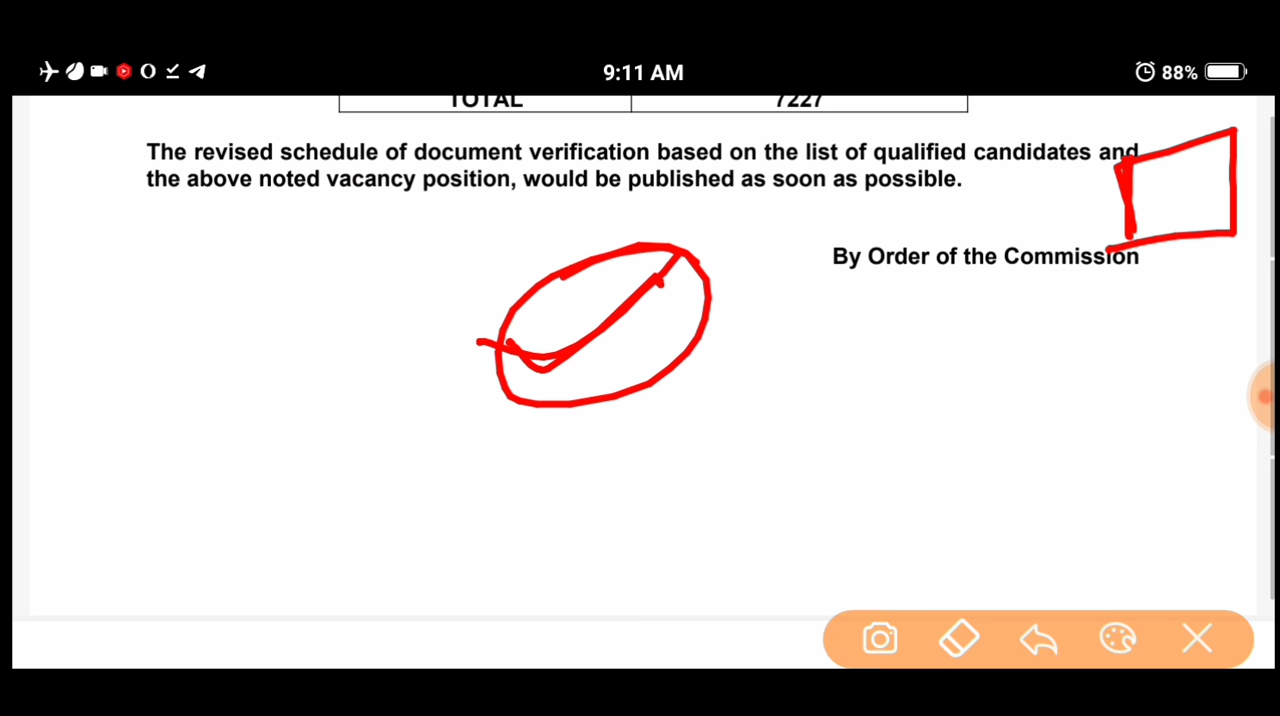 9:11 AM
88%
TOTAL 7227
The revised schedule of document verification based on the list of qualified candidates and
the above noted vacancy position, would be published as soon as possible.
By Order of the Commission